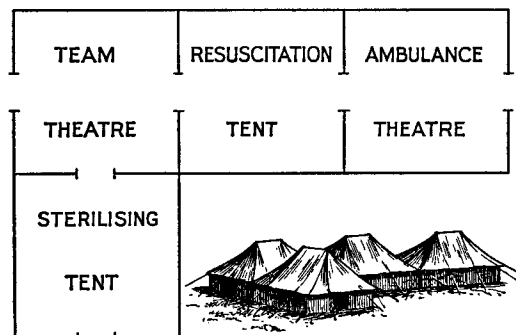 TEAM
THEATRE
RESUSCITATION
TENT
AMBULANCE
THEATRE
STERILISING
TENT